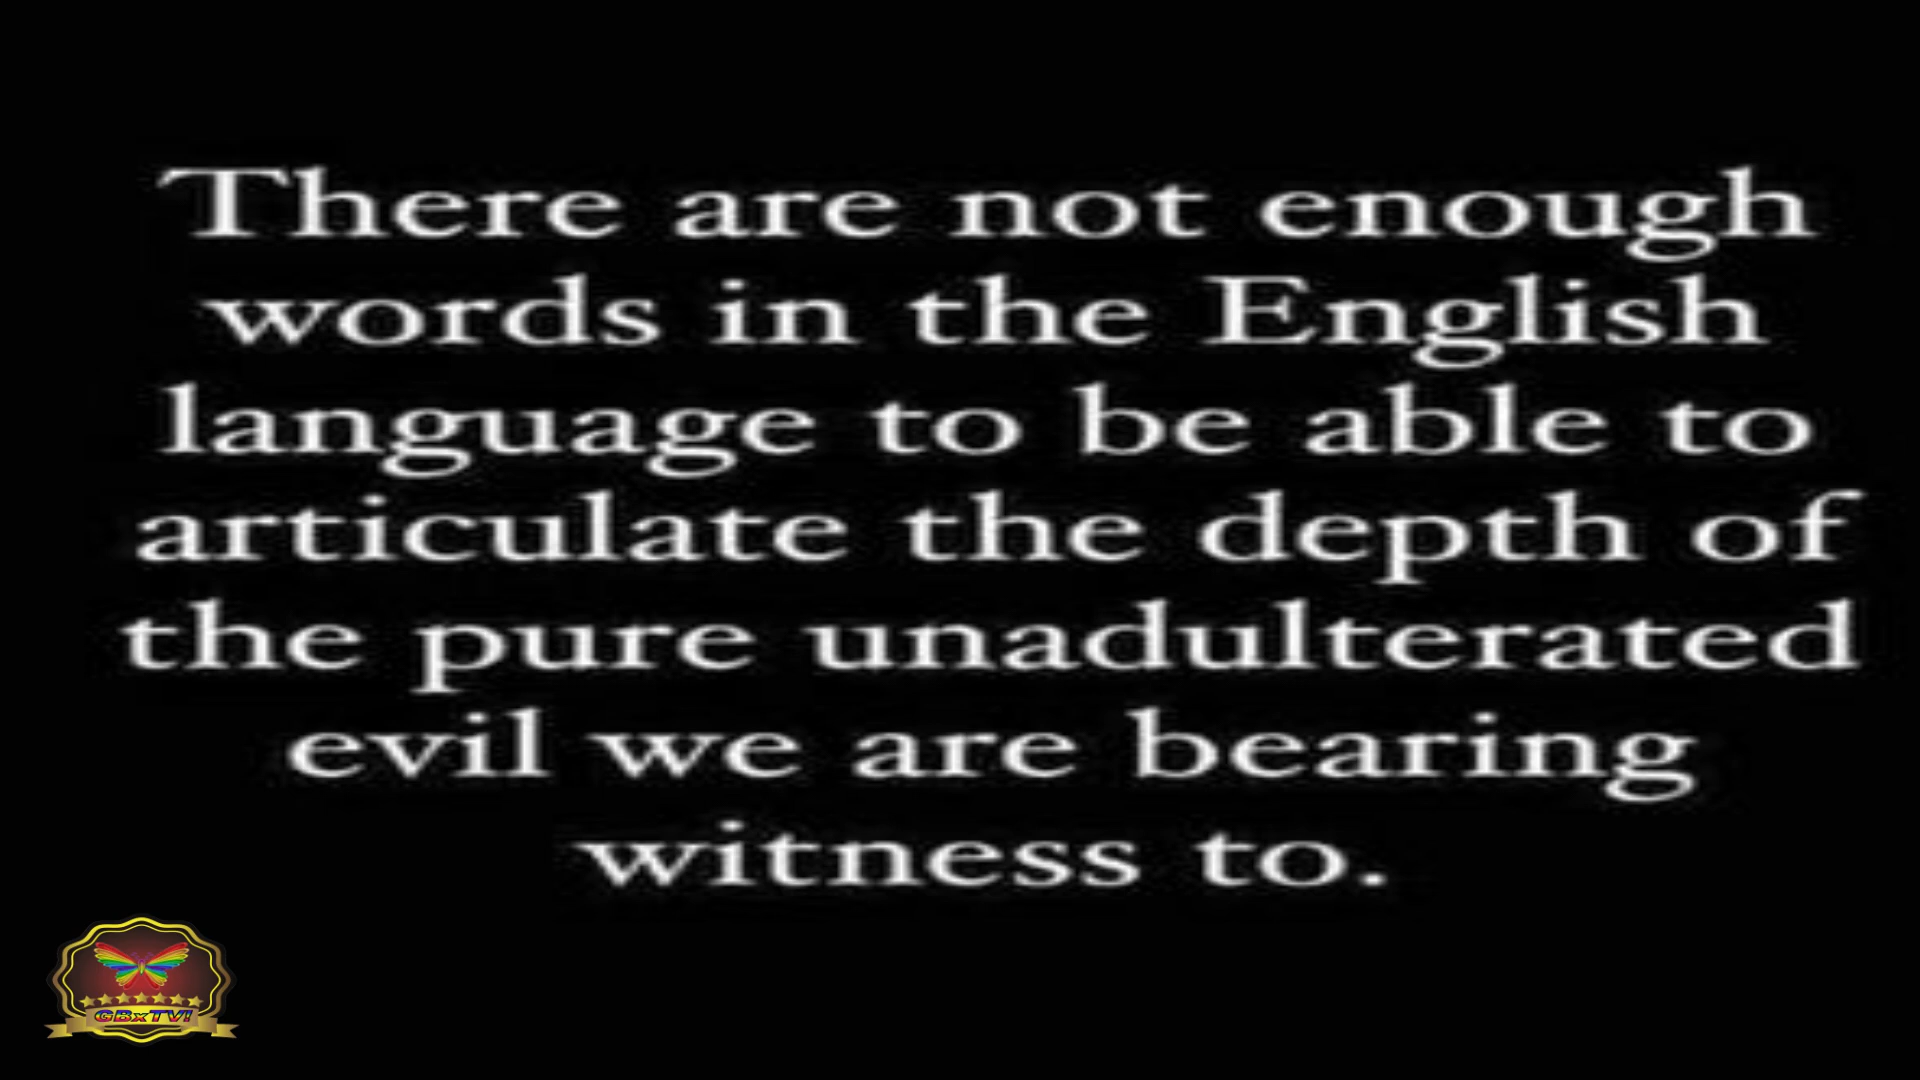 There are not enough
words in the English
language to be able to
articulate the depth of
the pure unadulterated
evil we are bearing
witness to.
GBxTV!